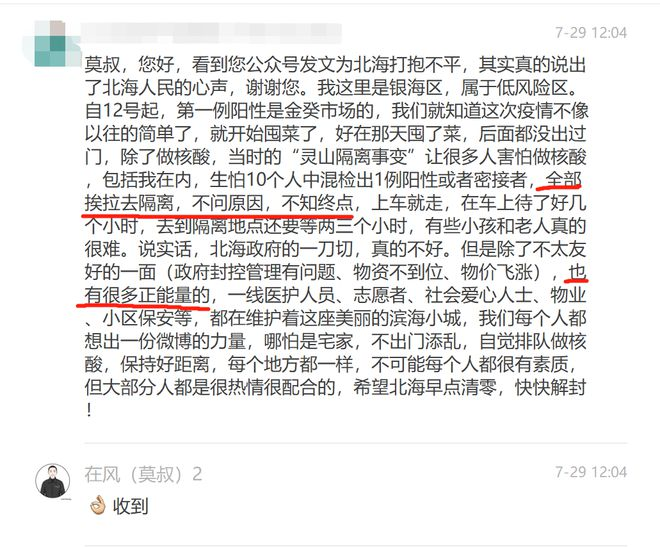 7-29 12:04
莫叔，您好，看到您公众号发文为北海打抱不平，其实真的说出
了北海人民的心声，谢谢您。我这里是银海区，属于低风险区。
自12号起，第一例阳性是金葵市场的，我们就知道这次疫情不像
以往的简单了，就开始囤菜了，好在那天囤了菜，后面都没出过
门，除了做核酸，当时的“灵山隔离事变”让很多人害怕做核酸
，包括我在内，生怕10个人中混检出1例阳性或者密接者，全部
挨拉去隔离，不问原因，不知终点，上车就走，在车上待了好几
个小时，去到隔离地点还要等两三个小时，有些小孩和老人真的
很难。说实话，北海政府的一刀切，真的不好。但是除了不太友
好的一面（政府封控管理有问题、物资不到位、物价飞涨），也
有很多正能量的，一线医护人员、志愿者、社会爱心人士、物业
、小区保安等，都在维护着这座美丽的滨海小城，我们每个人都
想出一份微博的力量，哪怕是宅家，不出门添乱，自觉排队做核
酸，保持好距离，每个地方都一样，不可能每个人都很有素质，
但大部分人都是很热情很配合的，希望北海早点清零，快快解封
！
在风（莫叔）2
7-29 12:04
👌🏼 收到